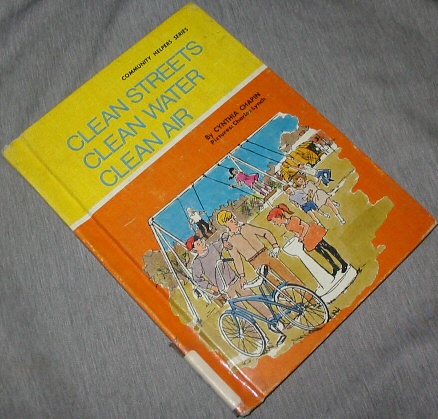 COMMUNITY HELPERS SERIES
CLEAN STREETS
CLEAN WATER
CLEAN AIR
By CYNTHIA CHAPIN
Pictures: Charles Lynch